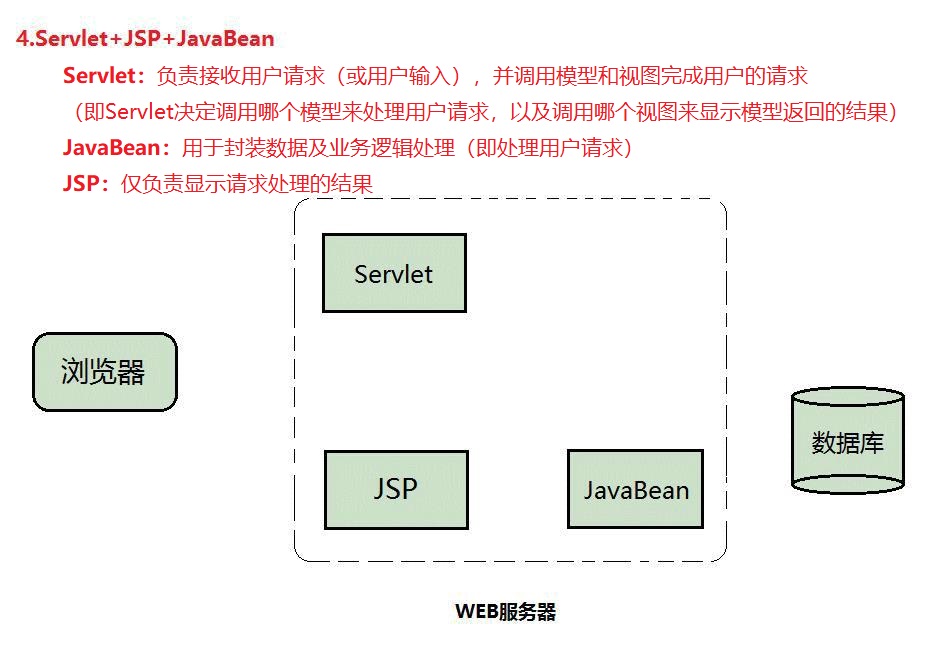 4.Servlet+JSP+JavaBean
Servlet：负责接收用户请求（或用户输入），并调用模型和视图完成用户的请求
（即Servlet决定调用哪个模型来处理用户请求，以及调用哪个视图来显示模型返回的结果）
JavaBean：用于封装数据及业务逻辑处理（即处理用户请求）
JSP：仅负责显示请求处理的结果
Servlet
浏览器
数据库
JSP
JavaBean
WEB服务器